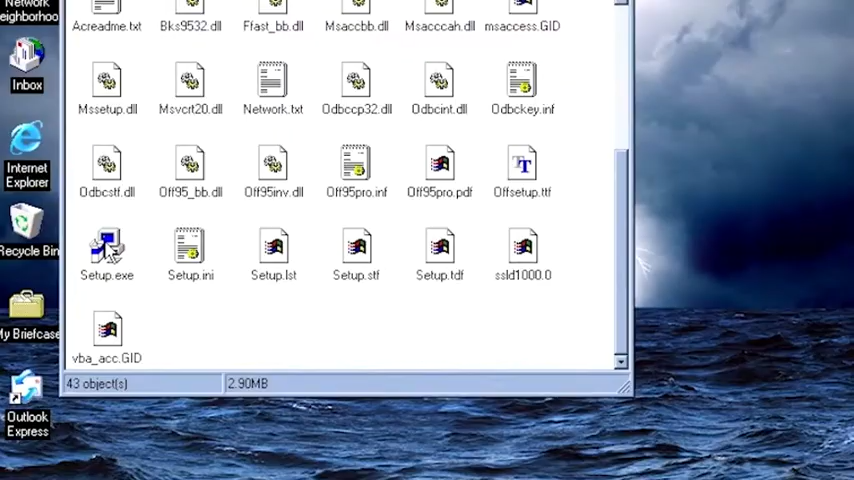 Network
eighborhoo
Acreadme.txt
Bks9532.dll
Ffast_bb.dll
Msaccbb.dll
Msacccah.dll
msaccess.GID
Inbox
Mssetup.dll
Msvcrt20.dll
Network.txt
Odbccp32.dll
Odbcint.dll
Odbckey.inf
Internet
Explorer
Odbcstf.dll
Off95_bb.dll
Off95inv.dll
Off95pro.inf
Off95pro.pdf
Offsetup.ttf
Recycle Bin
Setup.exe
Setup.ini
Setup.lst
Setup.stf
Setup.tdf
ssld1000.0
My Briefcase
vba_acc.GID
43 object(s)
2.90MB
Outlook
Express